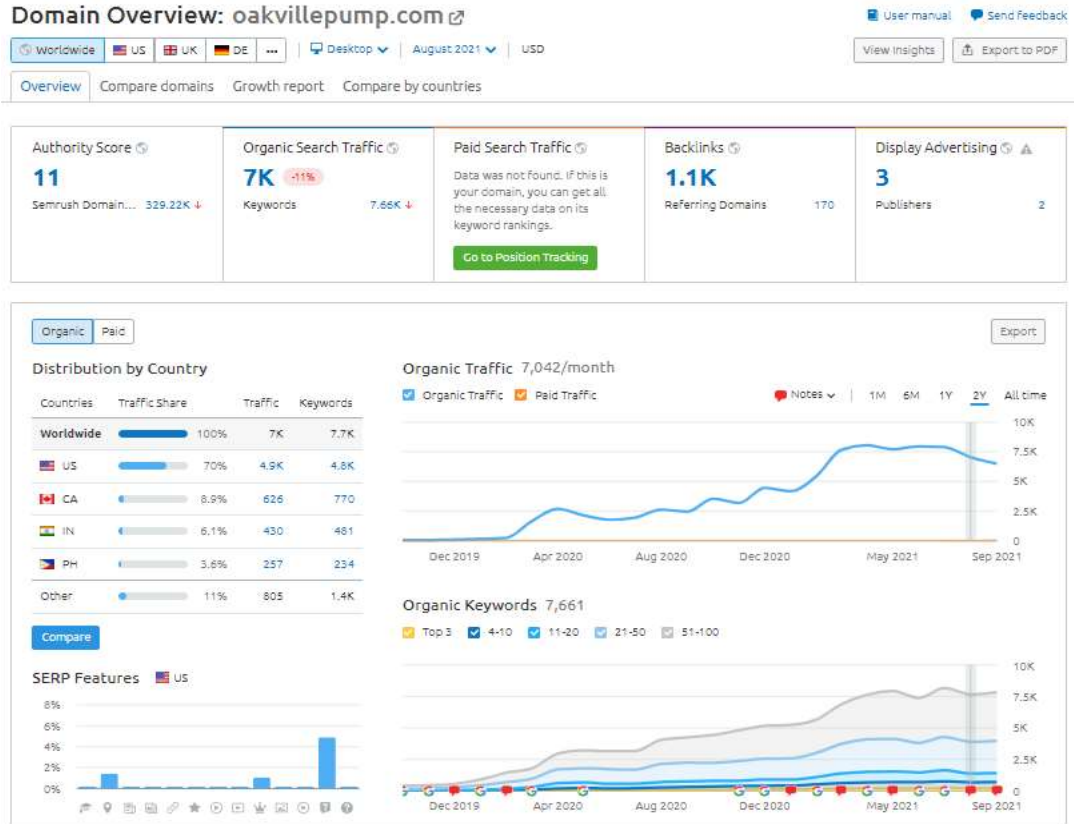 Domain Overview: oakvillepump.com
User manual Send feedback
Worldwide US UK DE ... Desktop August 2021 USD
View Insights Export to PDF
Overview Compare domains Growth report Compare by countries
Authority Score
11
Semrush Domain... 329.22K ↓
Organic Search Traffic
7K -11%
Keywords 7.66K ↓
Paid Search Traffic
Data was not found. If this is
your domain, you can get all
the necessary data on its
keyword rankings.
Go to Position Tracking
Backlinks
1.1K
Referring Domains 170
Display Advertising
3
Publishers 2
Organic Paid
Export
Distribution by Country
Countries Traffic Share Traffic Keywords
Worldwide 100% 7K 7.7K
US 70% 4.9K 4.8K
CA 8.9% 626 770
IN 6.1% 430 481
PH 3.6% 257 234
Other 11% 805 1.4K
Compare
SERP Features US
8%
6%
4%
2%
0%
Organic Traffic 7,042/month
Organic Traffic Paid Traffic
Notes 1M 6M 1Y 2Y All time
10K
7.5K
5K
2.5K
0
Dec 2019 Apr 2020 Aug 2020 Dec 2020 May 2021 Sep 2021
Organic Keywords 7,661
Top 3 4-10 11-20 21-50 51-100
10K
7.5K
5K
2.5K
0
Dec 2019 Apr 2020 Aug 2020 Dec 2020 May 2021 Sep 2021